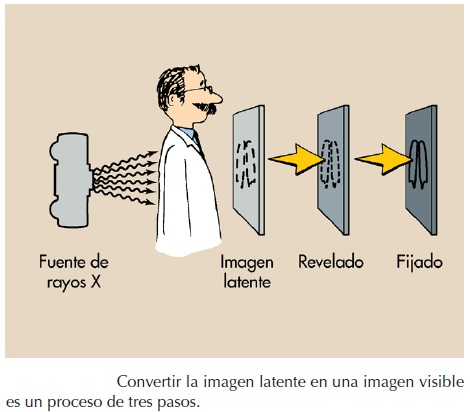 Fuente de
rayos X
Imagen
latente
Revelado
Fijado
Convertir la imagen latente en una imagen visible
es un proceso de tres pasos.